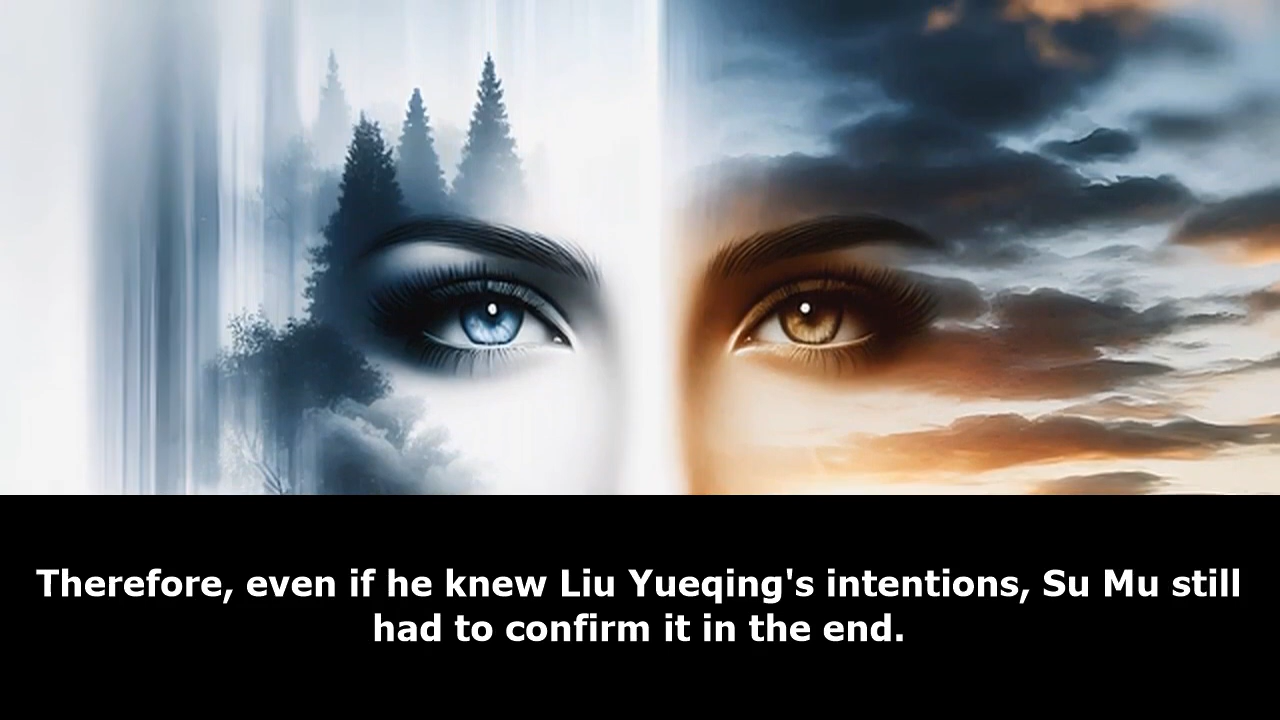 Therefore, even if he knew Liu Yueqing's intentions, Su Mu still
had to confirm it in the end.